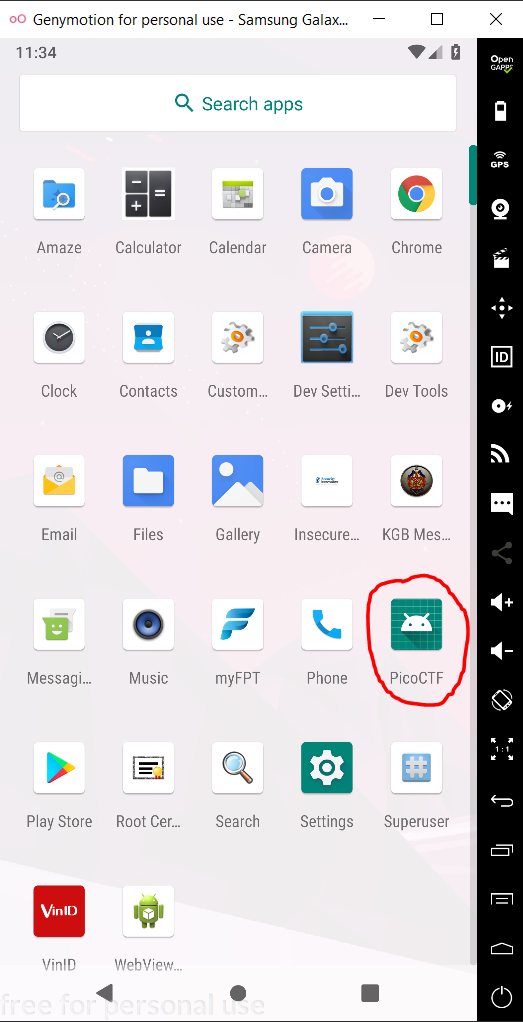 Genymotion for personal use - Samsung Galax...
11:34
Open
GAPPS
Search apps
GPS
Amaze Calculator Calendar Camera Chrome
Clock Contacts Custom... Dev Setti... Dev Tools
ID
Email Files Gallery Insecure... KGB Mes...
Messagi... Music myFPT Phone PicoCTF
1:1
Play Store Root Cer... Search Settings Superuser
VinID
VinID WebView...
free for personal use